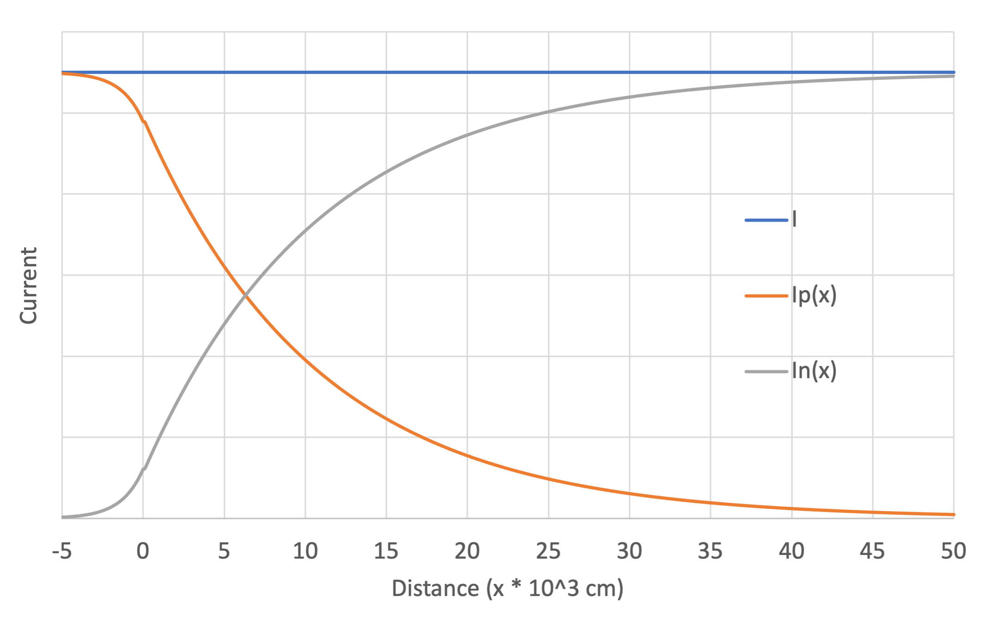 Current
I
Ip(x)
In(x)
-5 0 5 10 15 20 25 30 35 40 45 50
Distance (x * 10^3 cm)